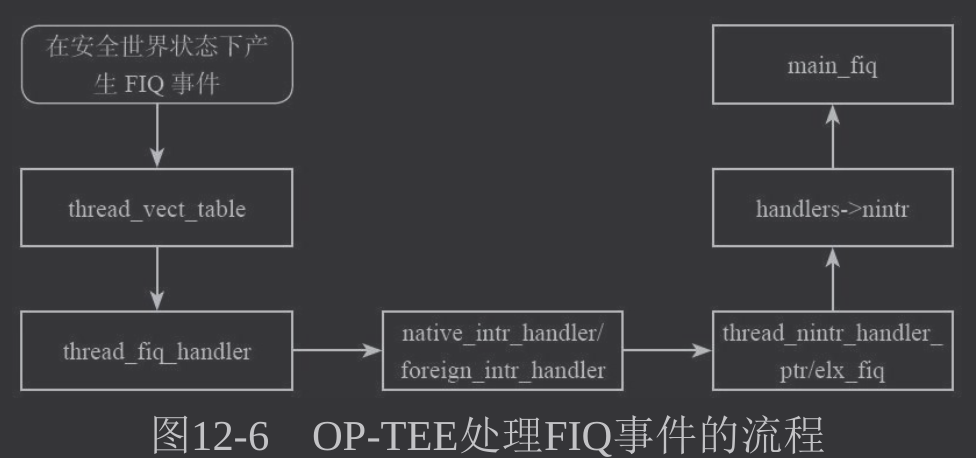 在安全世界状态下产
生 FIQ 事件
thread_vect_table
thread_fiq_handler
native_intr_handler/
foreign_intr_handler
thread_nintr_handler_
ptr/elx_fiq
handlers->nintr
main_fiq
图12-6 OP-TEE处理FIQ事件的流程